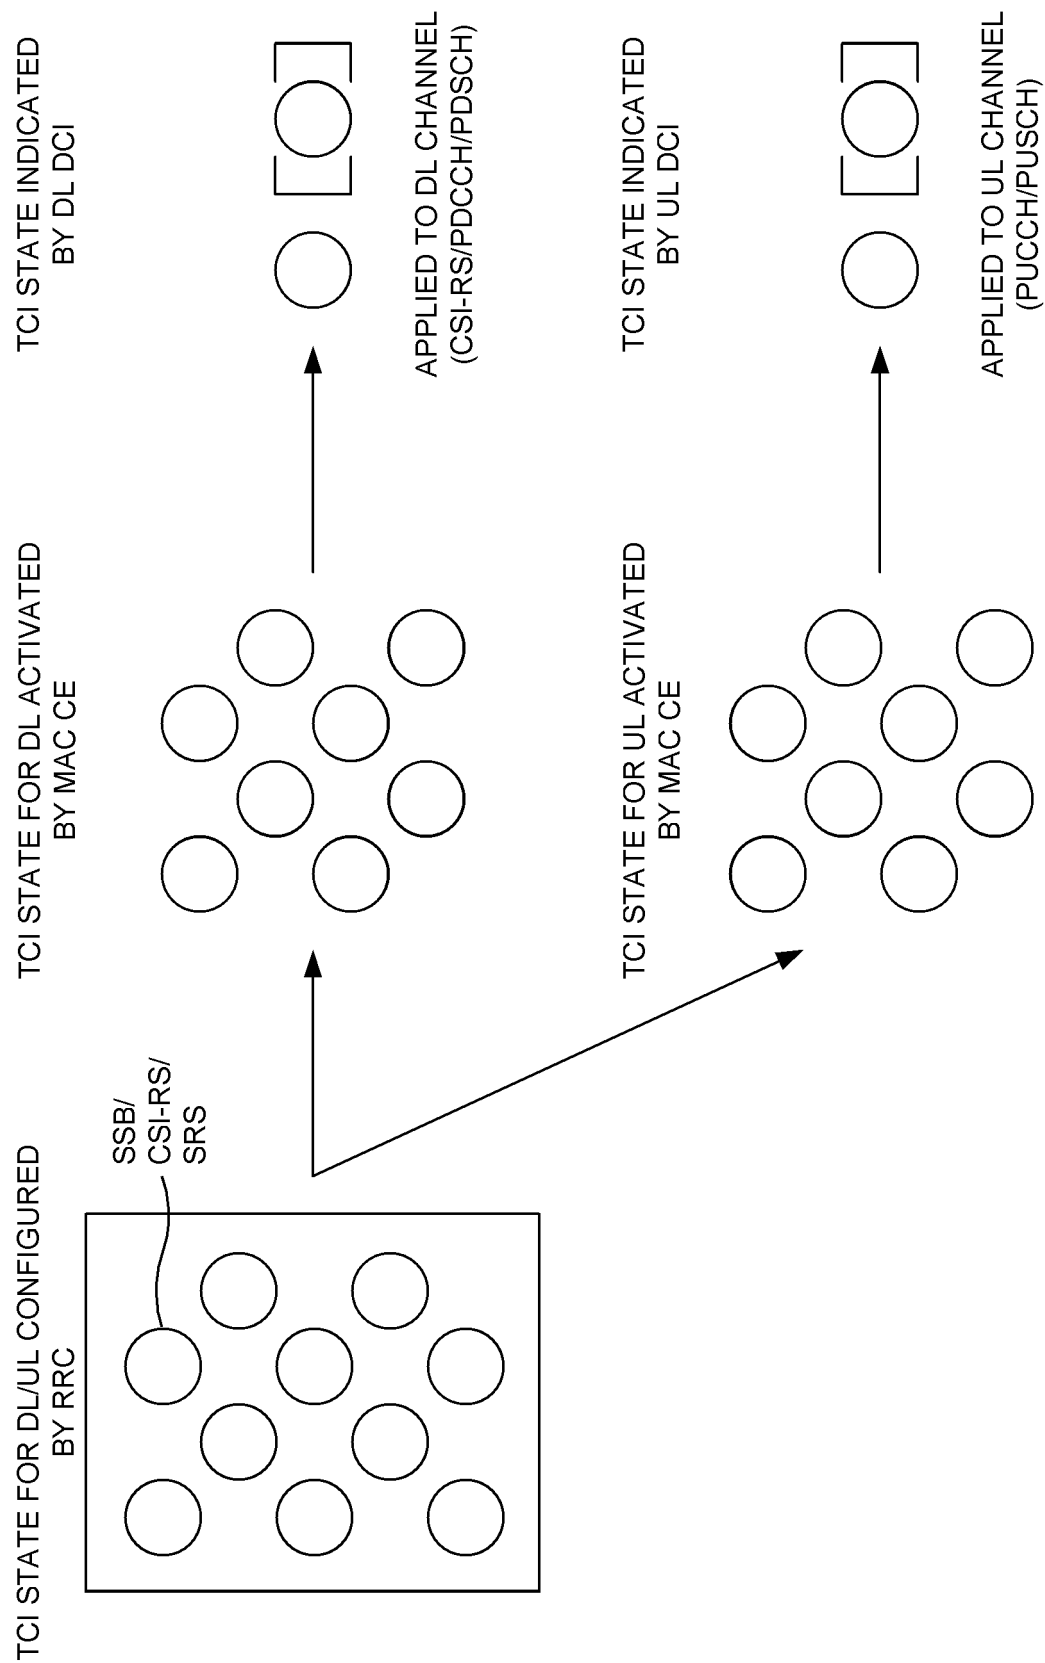 TCI STATE FOR DL/UL CONFIGURED
BY RRC
SSB/
CSI-RS/
SRS
TCI STATE FOR DL ACTIVATED
BY MAC CE
TCI STATE INDICATED
BY DL DCI
APPLIED TO DL CHANNEL
(CSI-RS/PDCCH/PDSCH)
TCI STATE FOR UL ACTIVATED
BY MAC CE
TCI STATE INDICATED
BY UL DCI
APPLIED TO UL CHANNEL
(PUCCH/PUSCH)